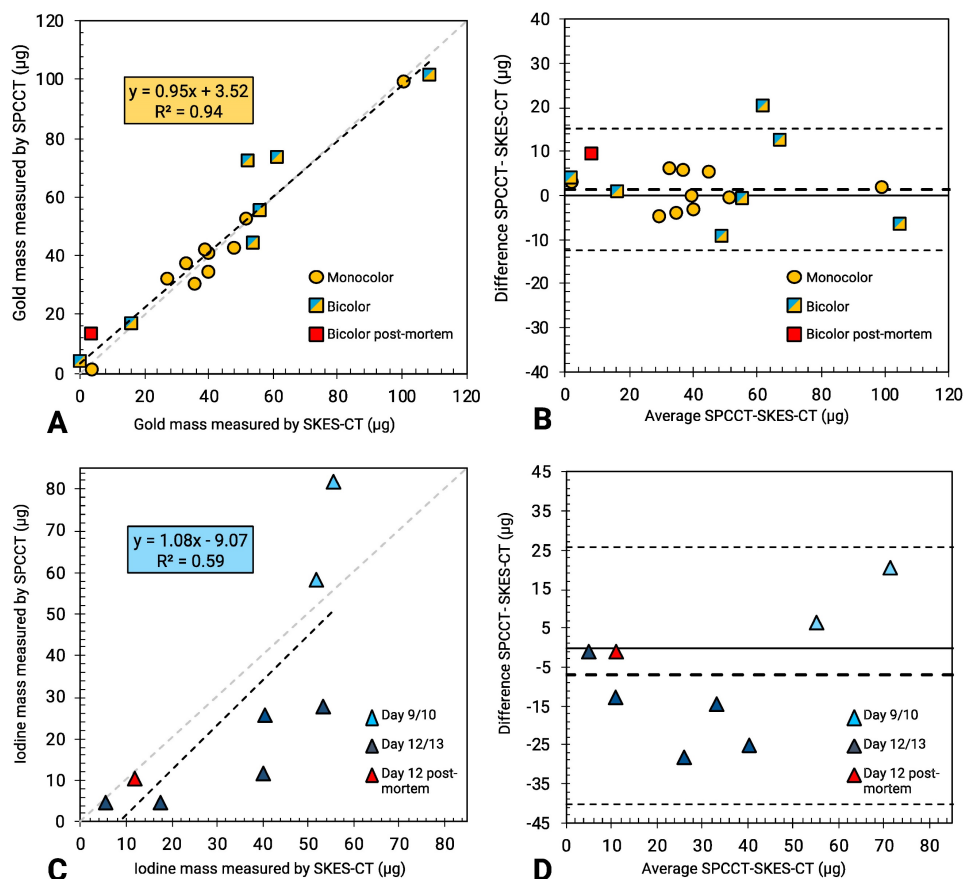 Gold mass measured by SPCCT (µg)
120
100
80
60
40
20
0
y = 0.95x + 3.52
R² = 0.94
Monocolor
Bicolor
Bicolor post-mortem
0 20 40 60 80 100 120
Gold mass measured by SKES-CT (µg)
A
Difference SPCCT- SKES-CT (µg)
40
30
20
10
0
-10
-20
-30
-40
Monocolor
Bicolor
Bicolor post-mortem
0 20 40 60 80 100 120
Average SPCCT-SKES-CT (µg)
B
Iodine mass measured by SPCCT (µg)
80
70
60
50
40
30
20
10
0
y = 1.08x - 9.07
R² = 0.59
Day 9/10
Day 12/13
Day 12 post-
mortem
0 10 20 30 40 50 60 70 80
Iodine mass measured by SKES-CT (µg)
C
Difference SPCCT- SKES-CT (µg)
45
35
25
15
5
-5
-15
-25
-35
-45
Day 9/10
Day 12/13
Day 12 post-
mortem
0 10 20 30 40 50 60 70 80
Average SPCCT-SKES-CT (µg)
D